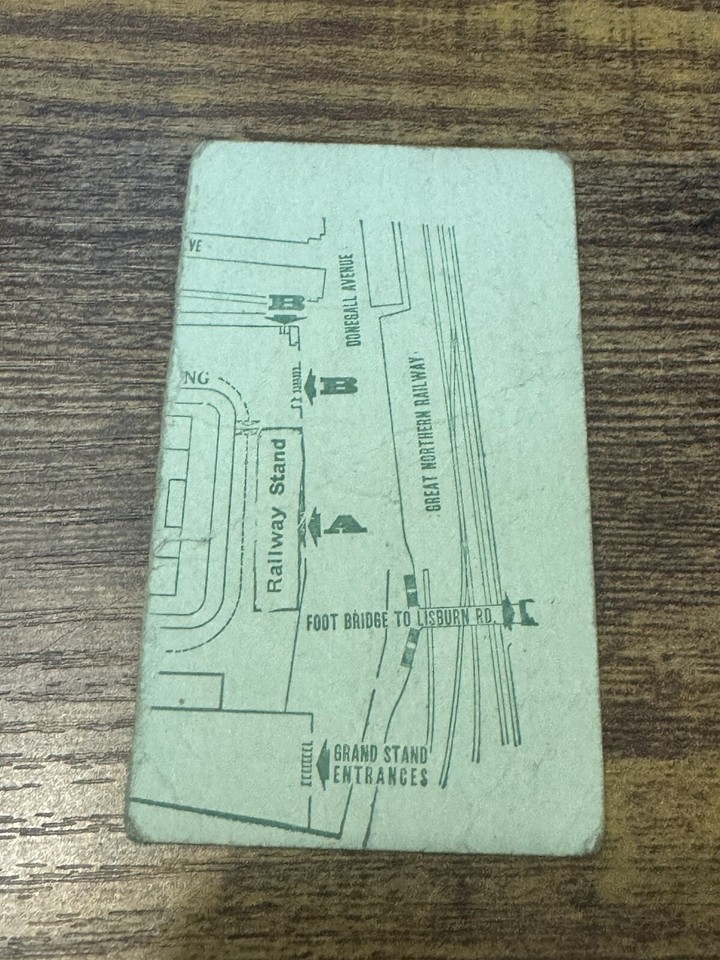 VE
B
DONEGALL AVENUE
B
NG
GREAT NORTHERN RAILWAY
Railway Stand
A
FOOT BRIDGE TO LISBURN RD.
GRAND STAND
ENTRANCES